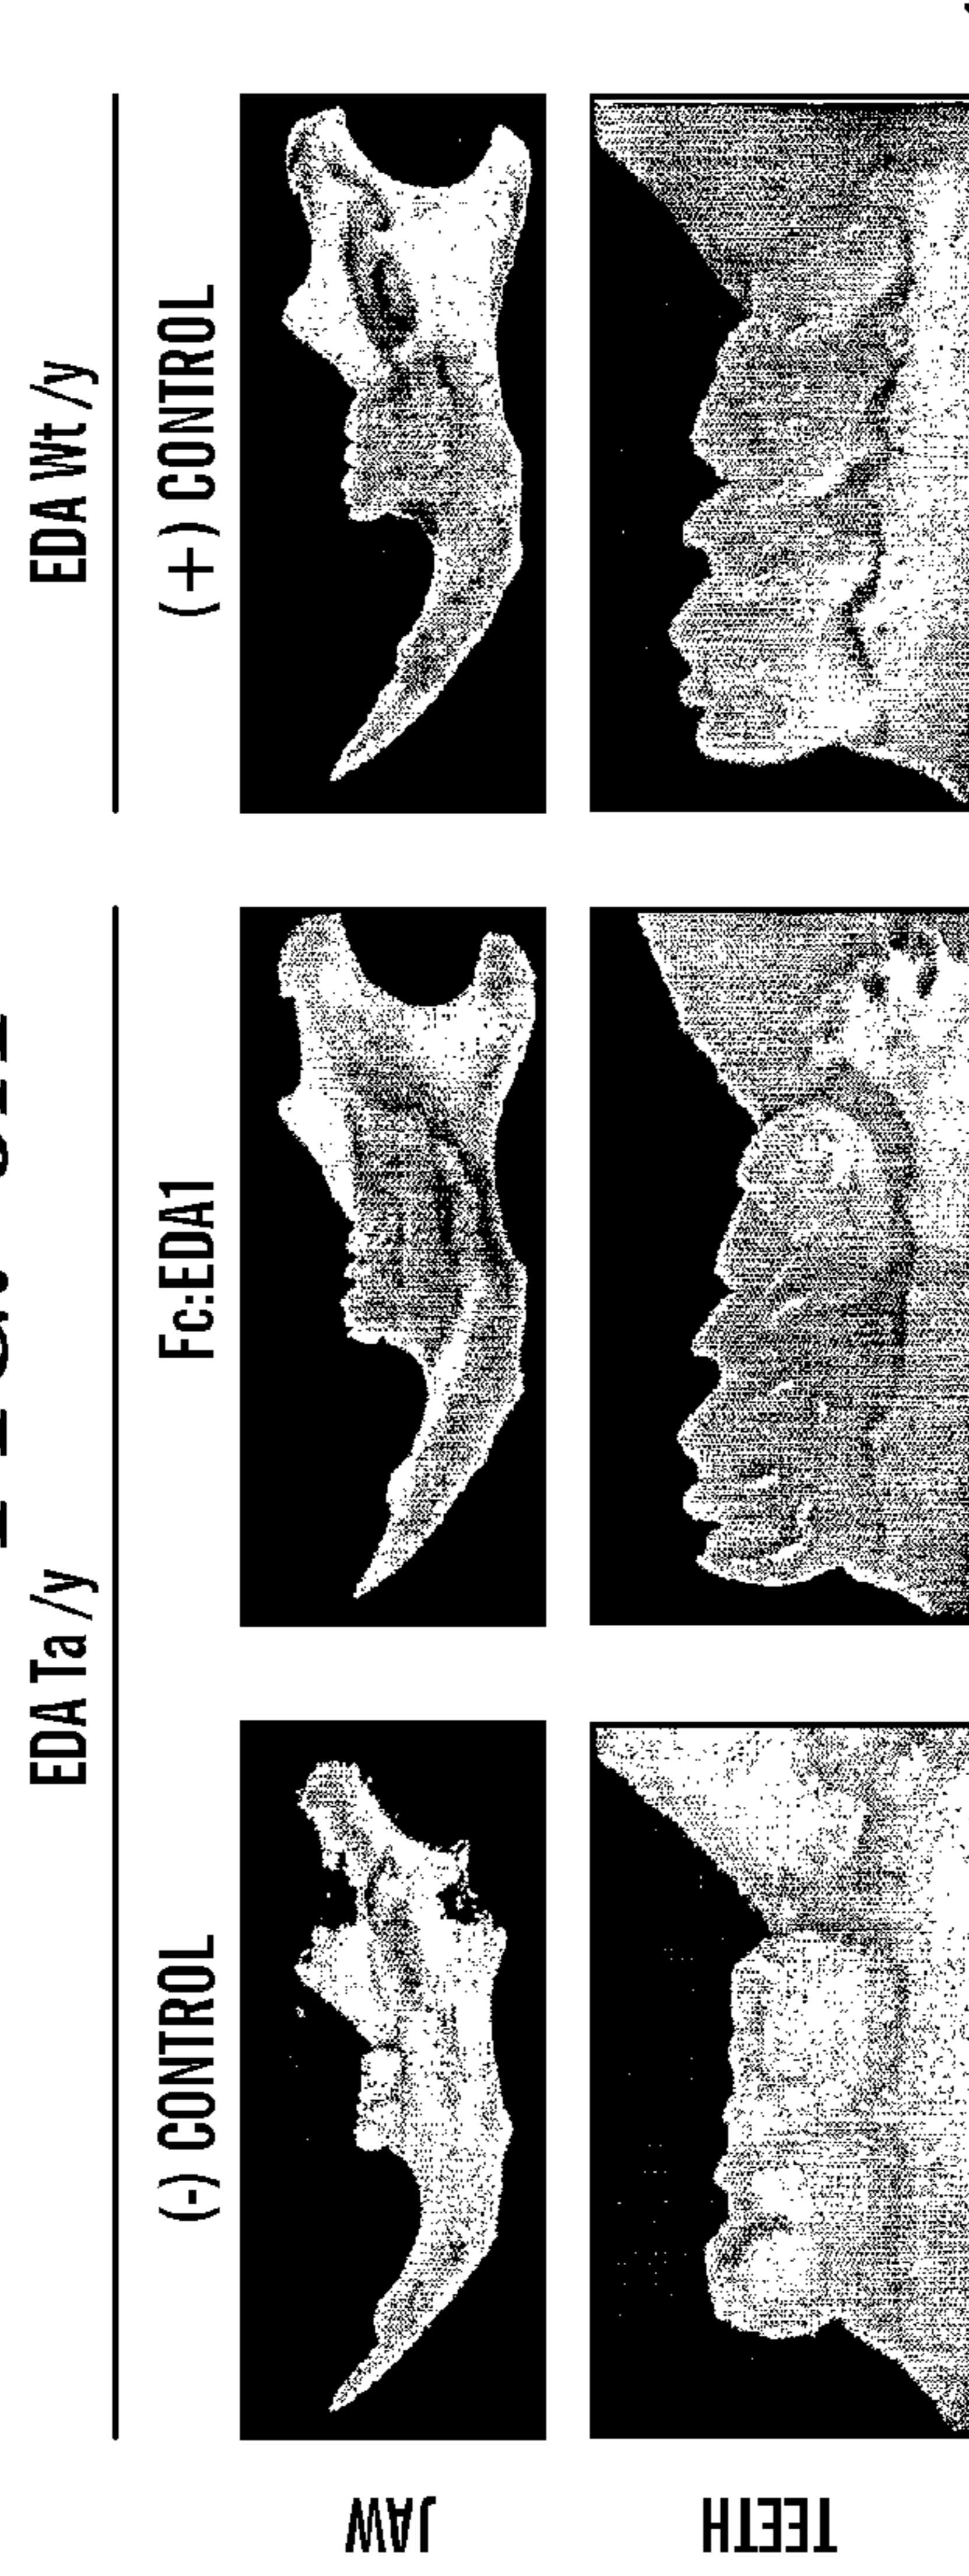 EDA Ta /y
EDA Wt /y
(-) CONTROL
Fc:EDA1
(+) CONTROL
JAW
TEETH